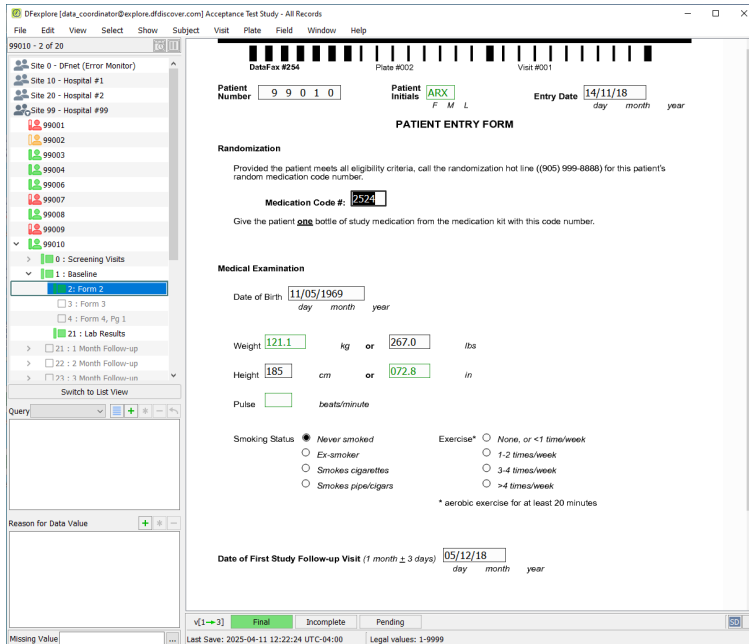 DFexplore [data_coordinator@explore.dfdiscover.com] Acceptance Test Study - All Records
File Edit View Select Show Subject Visit Plate Field Window Help
99010 - 2 of 20
Site 0 - DFnet (Error Monitor)
Site 10 - Hospital #1
Site 20 - Hospital #2
Site 99 - Hospital #99
99001
99002
99003
99004
99006
99007
99008
99009
99010
0 : Screening Visits
1 : Baseline
2: Form 2
3 : Form 3
4 : Form 4, Pg 1
21 : Lab Results
21 : 1 Month Follow-up
22 : 2 Month Follow-up
23 : 3 Month Follow-up
Switch to List View
Query
Reason for Data Value
Missing Value ...
DataFax #254 Plate #002 Visit #001
Patient Number 9 9 0 1 0 Patient Initials ARX Entry Date 14/11/18
F M L day month year
PATIENT ENTRY FORM
Randomization
Provided the patient meets all eligibility criteria, call the randomization hot line ((905) 999-8888) for this patient's
random medication code number.
Medication Code #: 2524
Give the patient one bottle of study medication from the medication kit with this code number.
Medical Examination
Date of Birth 11/05/1969
day month year
Weight 121.1 kg or 267.0 lbs
Height 185 cm or 072.8 in
Pulse beats/minute
Smoking Status Never smoked Exercise* None, or <1 time/week
Ex-smoker 1-2 times/week
Smokes cigarettes 3-4 times/week
Smokes pipe/cigars >4 times/week
* aerobic exercise for at least 20 minutes
Date of First Study Follow-up Visit (1 month ± 3 days) 05/12/18
day month year
v[1→3] Final Incomplete Pending SD
Last Save: 2025-04-11 12:22:24 UTC-04:00 Legal values: 1-9999